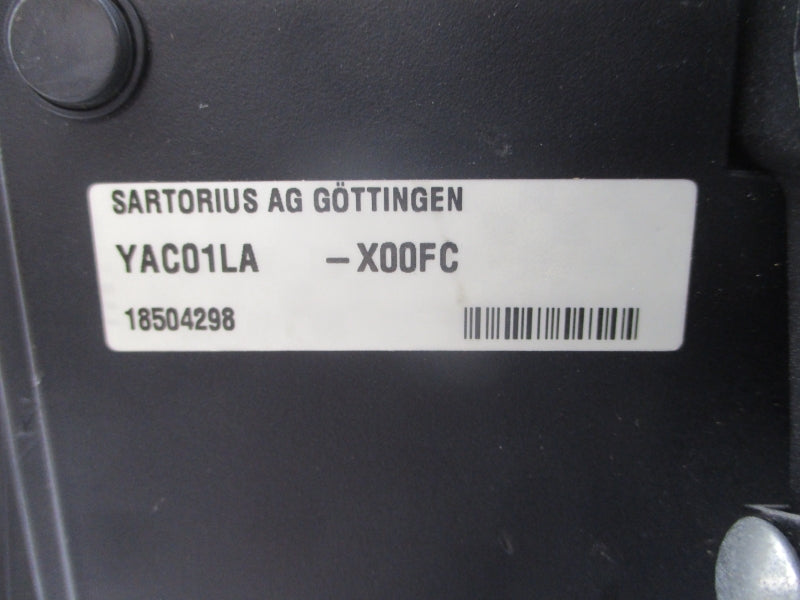 SARTORIUS AG GÖTTINGEN
YAC01LA –X00FC
18504298